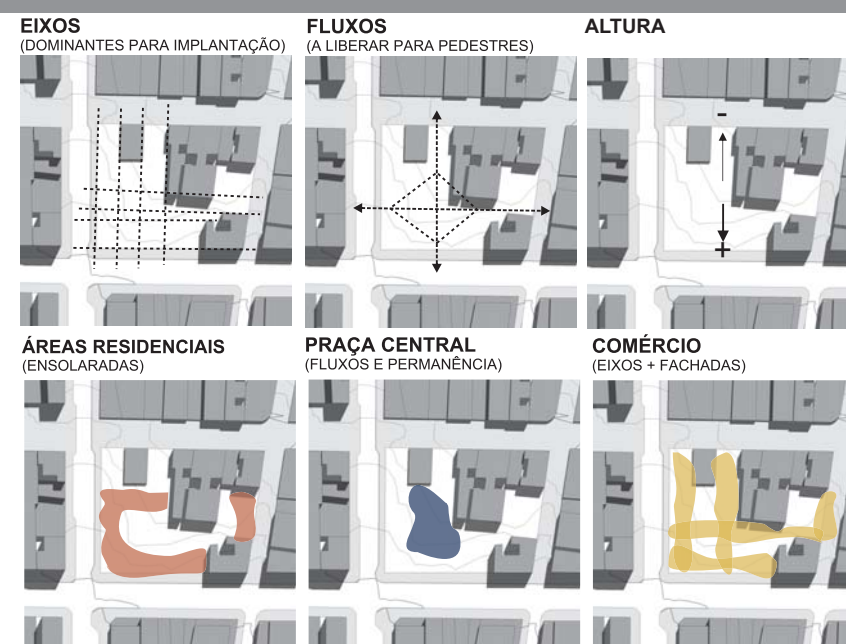 EIXOS
(DOMINANTES PARA IMPLANTAÇÃO)
FLUXOS
(A LIBERAR PARA PEDESTRES)
ALTURA
-
+
ÁREAS RESIDENCIAIS
(ENSOLARADAS)
PRAÇA CENTRAL
(FLUXOS E PERMANÊNCIA)
COMÉRCIO
(EIXOS + FACHADAS)